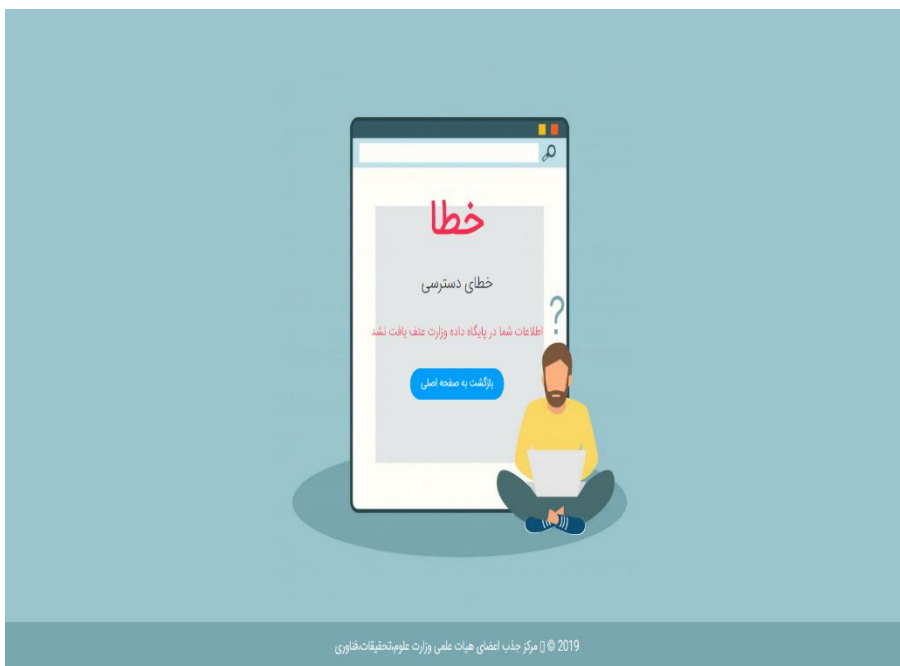 خطا
خطای دسترسی
اطلاعات شما در پایگاه داده وزارت عتف یافت نشد
بازگشت به صفحه اصلی
2019 © ▯ مرکز جذب اعضای هیات علمی وزارت علوم،تحقیقات،فناوری